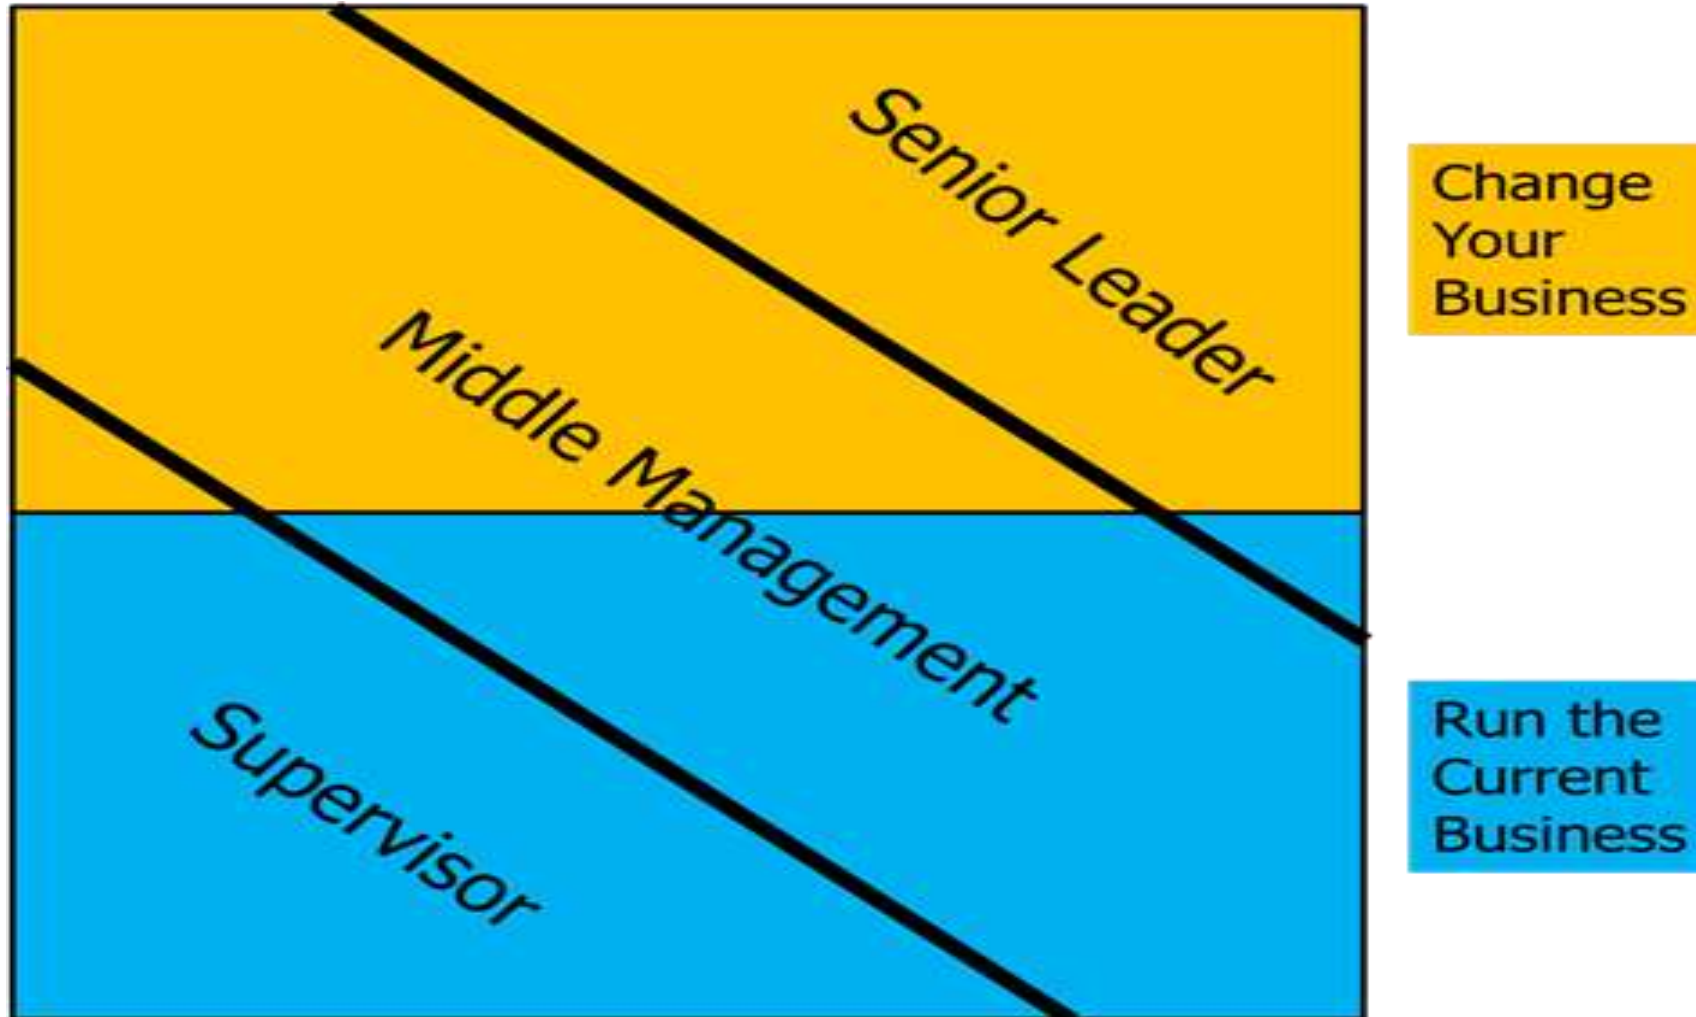 Senior Leader
Middle Management
Supervisor
Change
Your
Business
Run the
Current
Business